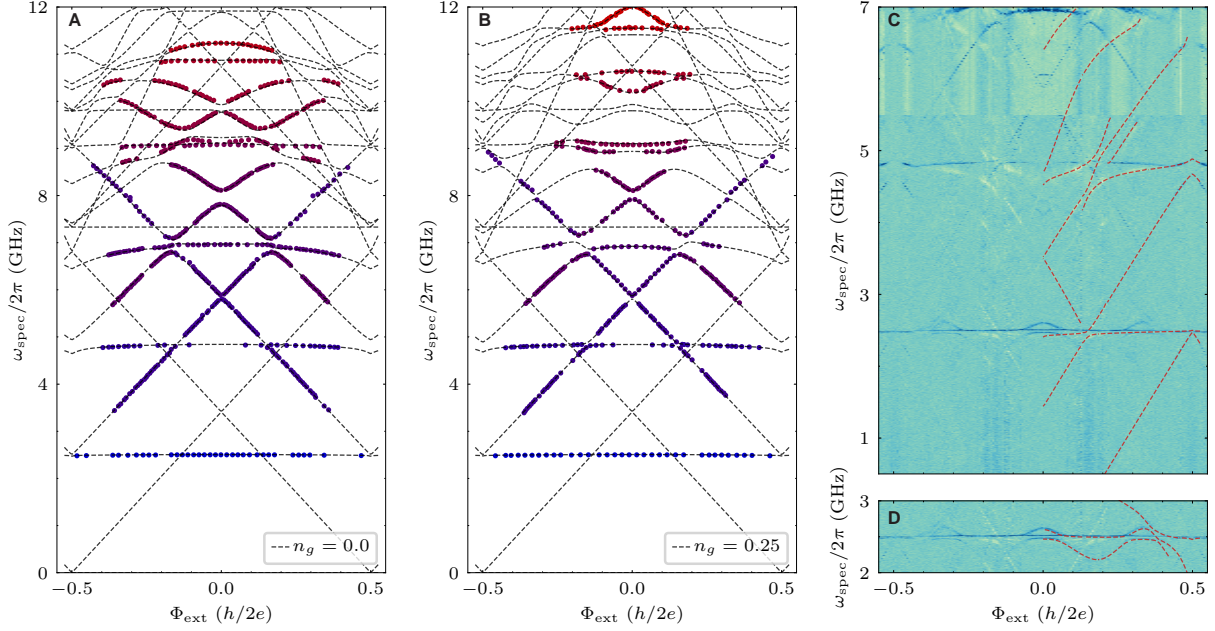 A
12
8
4
0
ω_spec/2π (GHz)
−0.5
0.0
0.5
Φ_ext (h/2e)
n_g = 0.0
B
12
8
4
0
ω_spec/2π (GHz)
−0.5
0.0
0.5
Φ_ext (h/2e)
n_g = 0.25
C
7
5
3
1
ω_spec/2π (GHz)
D
3
2
ω_spec/2π (GHz)
−0.5
0.0
0.5
Φ_ext (h/2e)